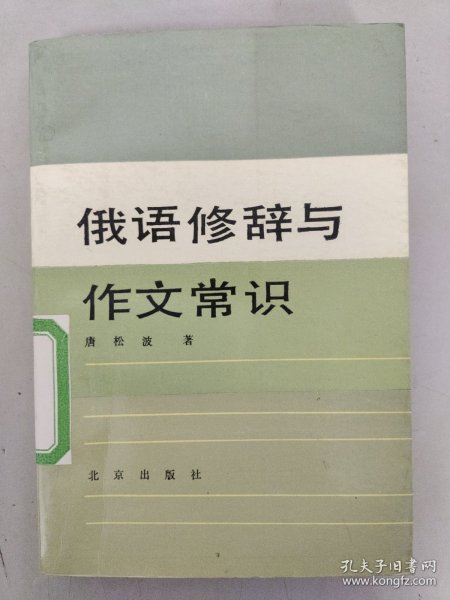 俄语修辞与
作文常识
唐松波 著
北京出版社
孔夫子旧书网
www.kongfz.com